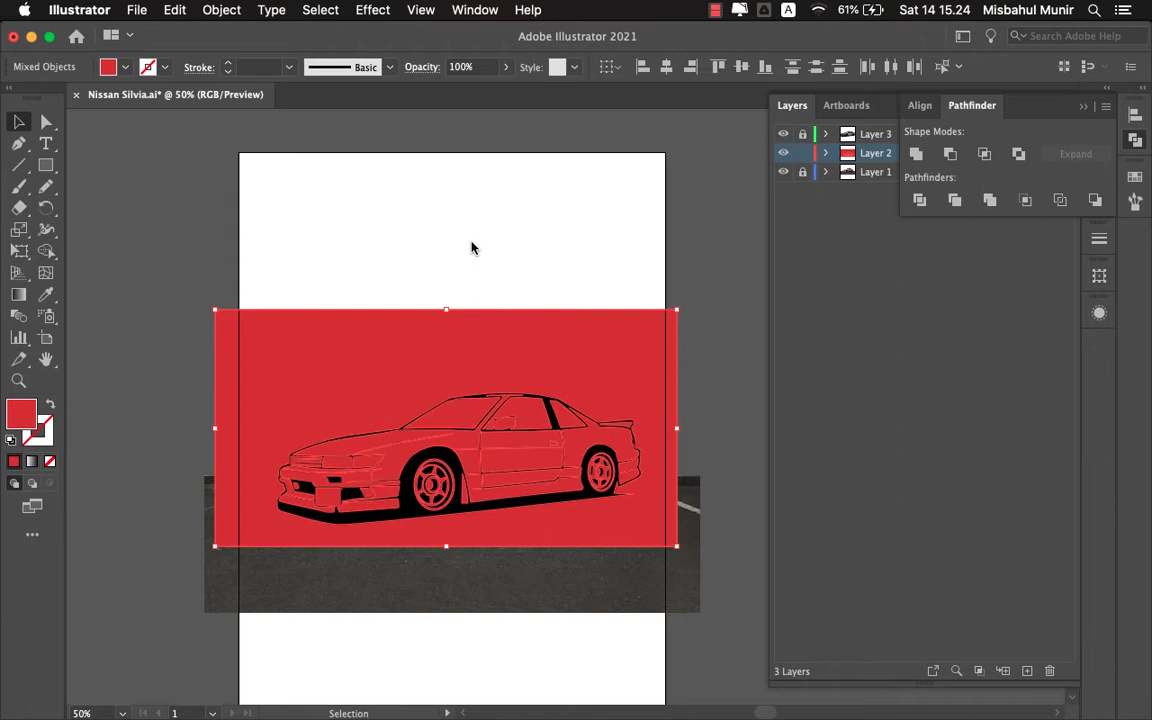 Illustrator File Edit Object Type Select Effect View Window Help A 61% Sat 14 15.24 Misbahul Munir
Adobe Illustrator 2021 Search Adobe Help
Mixed Objects Stroke: Basic Opacity: 100% Style:
× Nissan Silvia.ai* @ 50% (RGB/Preview)
Layers Artboards Align Pathfinder
Layer 3 Shape Modes:
Layer 2 Expand
Layer 1 Pathfinders:
3 Layers
50% 1 Selection